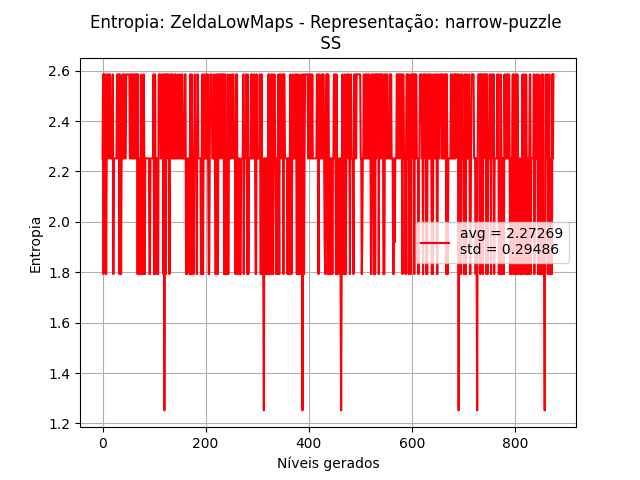 Entropia: ZeldaLowMaps - Representação: narrow-puzzle
SS
2.6
2.4
2.2
2.0
1.8
1.6
1.4
1.2
Entropia
avg = 2.27269
std = 0.29486
0 200 400 600 800
Níveis gerados